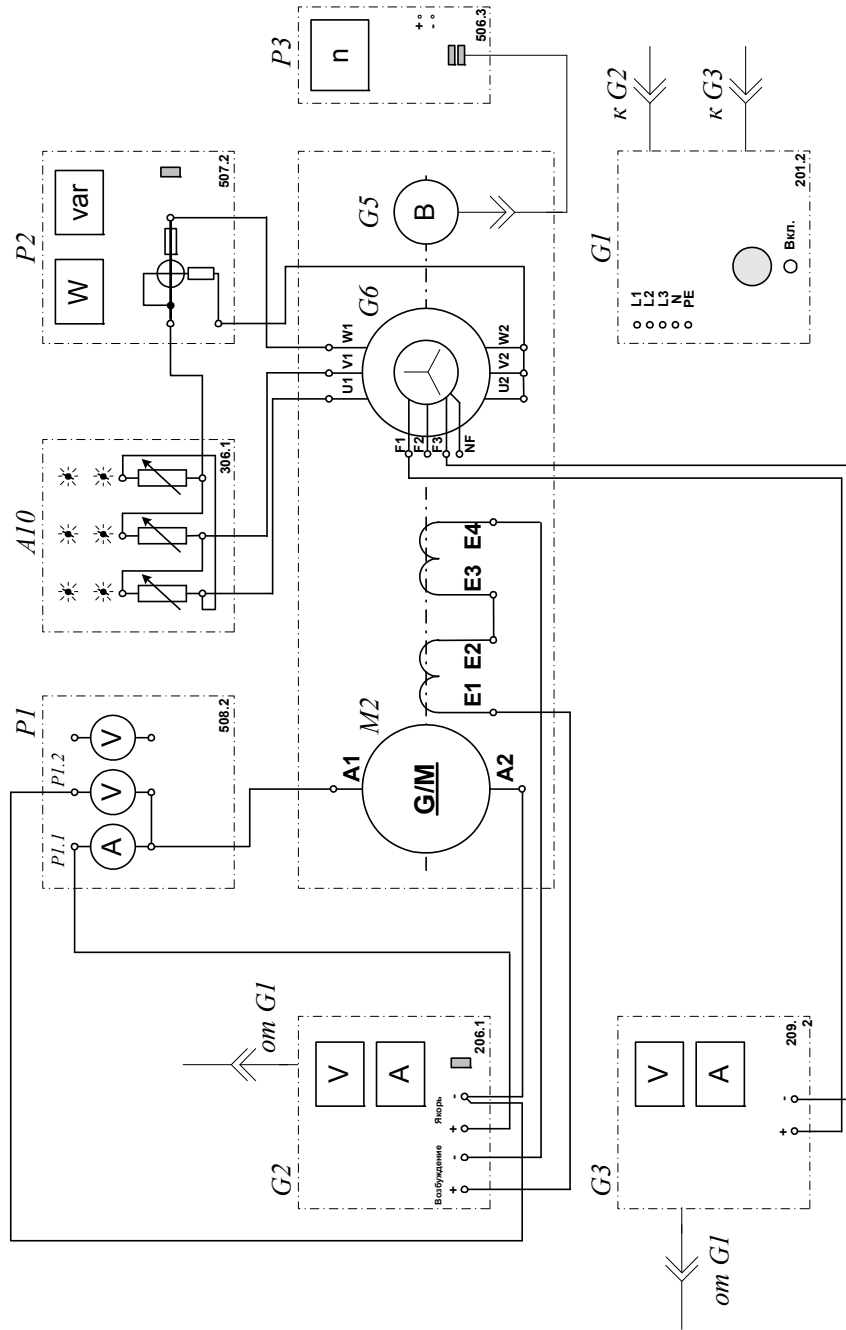 G2
от G1
V
A
206.1
Возбуждение
Якорь
+
-
+
-
P1
P1.1
P1.2
A
V
V
508.2
A10
306.1
P2
W
var
507.2
P3
n
+
-
506.3
M2
A1
G/M
A2
E1
E2
E3
E4
G6
U1
V1
W1
F1
F2
F3
NF
U2
V2
W2
G5
B
G3
от G1
V
A
209.
2
+
-
G1
L1
L2
L3
N
PE
Вкл.
201.2
к G2
к G3